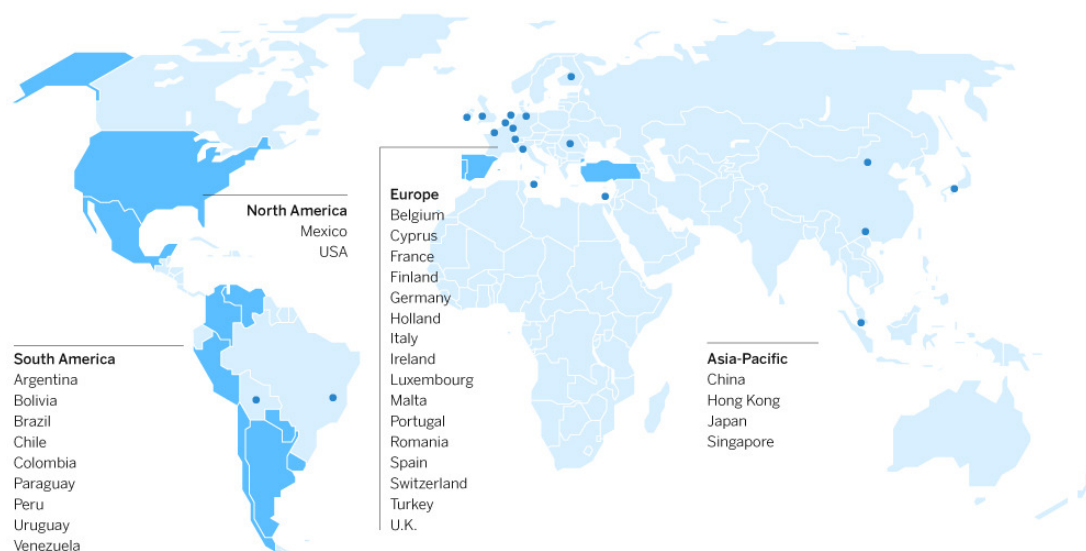 North America
Mexico
USA
South America
Argentina
Bolivia
Brazil
Chile
Colombia
Paraguay
Peru
Uruguay
Venezuela
Europe
Belgium
Cyprus
France
Finland
Germany
Holland
Italy
Ireland
Luxembourg
Malta
Portugal
Romania
Spain
Switzerland
Turkey
U.K.
Asia-Pacific
China
Hong Kong
Japan
Singapore